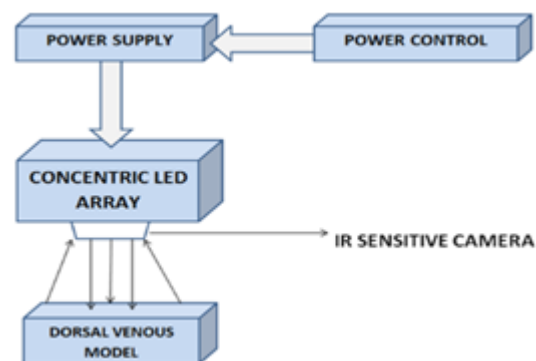 POWER SUPPLY
POWER CONTROL
CONCENTRIC LED
ARRAY
IR SENSITIVE CAMERA
DORSAL VENOUS
MODEL